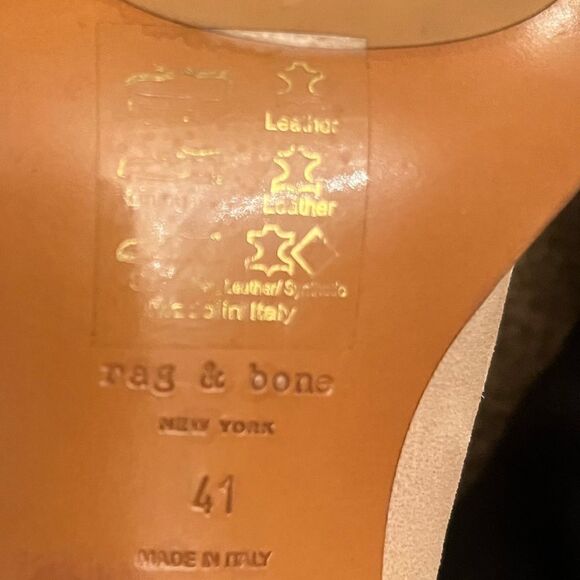 Leather
Leather
Leather/ Synthetic
Made in Italy
rag & bone
NEW YORK
41
MADE IN ITALY